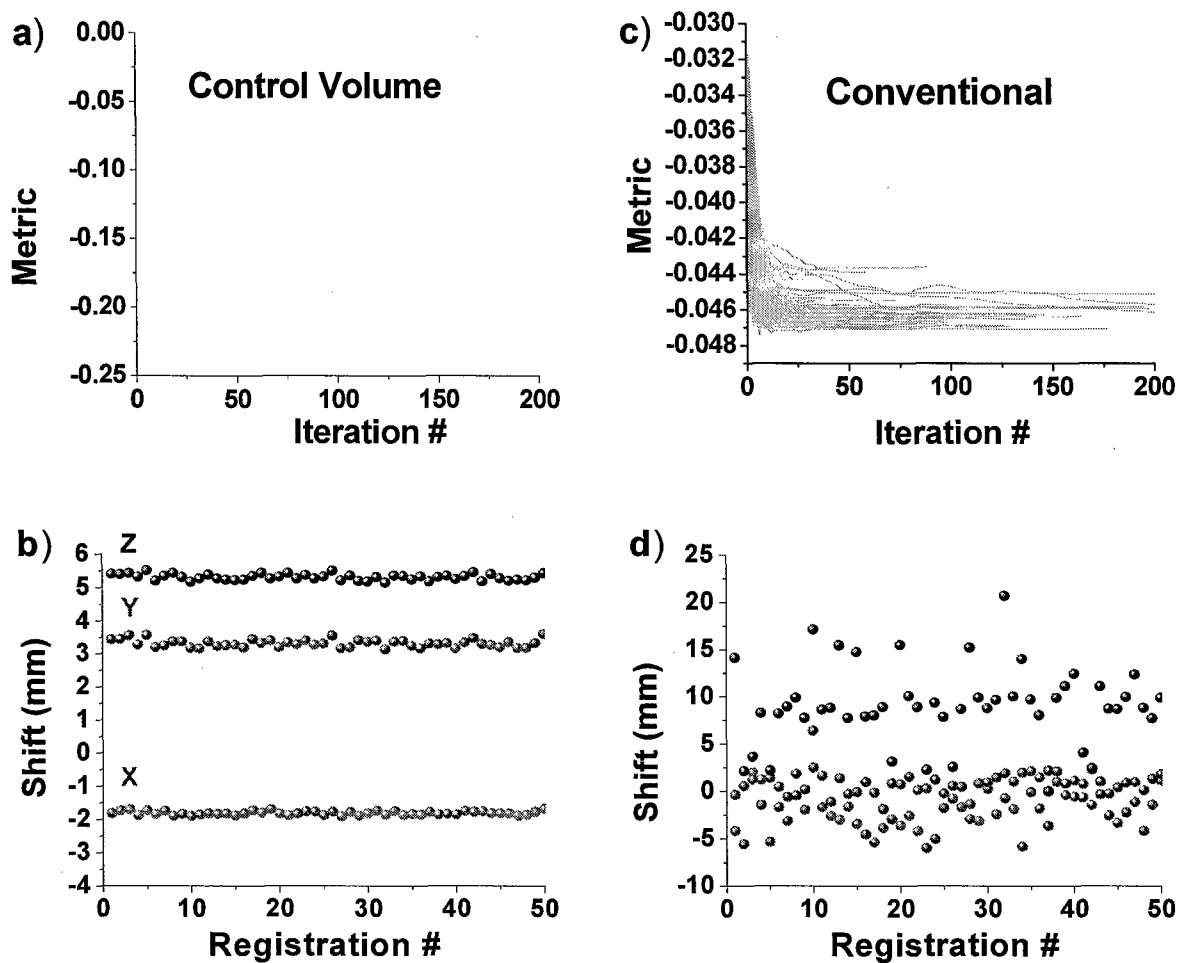 a)
Control Volume
Metric
0.00
-0.05
-0.10
-0.15
-0.20
-0.25
0 50 100 150 200
Iteration #
c)
Conventional
Metric
-0.030
-0.032
-0.034
-0.036
-0.038
-0.040
-0.042
-0.044
-0.046
-0.048
0 50 100 150 200
Iteration #
b)
Z
Y
X
Shift (mm)
6
5
4
3
2
1
0
-1
-2
-3
-4
0 10 20 30 40 50
Registration #
d)
Shift (mm)
25
20
15
10
5
0
-5
-10
0 10 20 30 40 50
Registration #